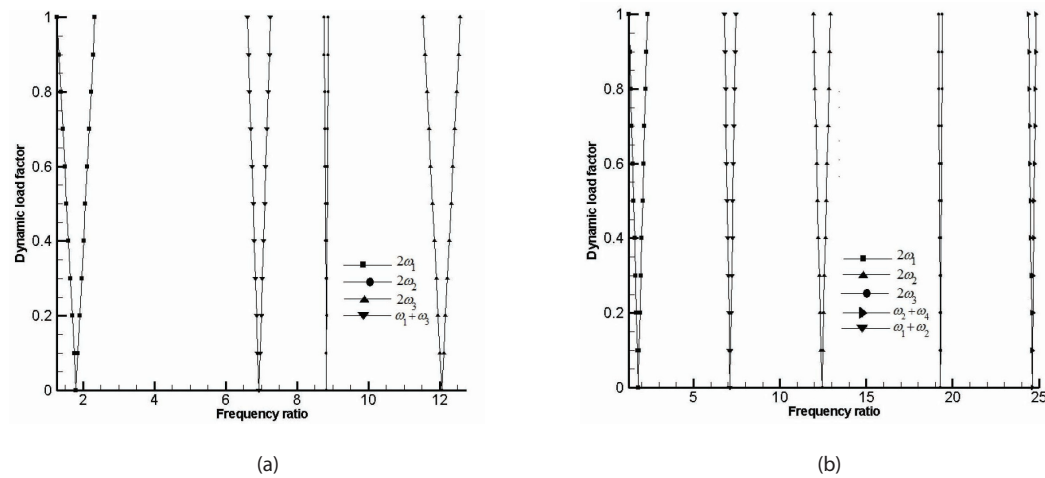 1
0.8
0.6
0.4
0.2
0
Dynamic load factor
2ω₁
2ω₂
2ω₃
ω₁+ω₃
2 4 6 8 10 12
Frequency ratio
(a)
1
0.8
0.6
0.4
0.2
0
Dynamic load factor
2ω₁
2ω₂
2ω₃
ω₂+ω₄
ω₁+ω₂
5 10 15 20 25
Frequency ratio
(b)